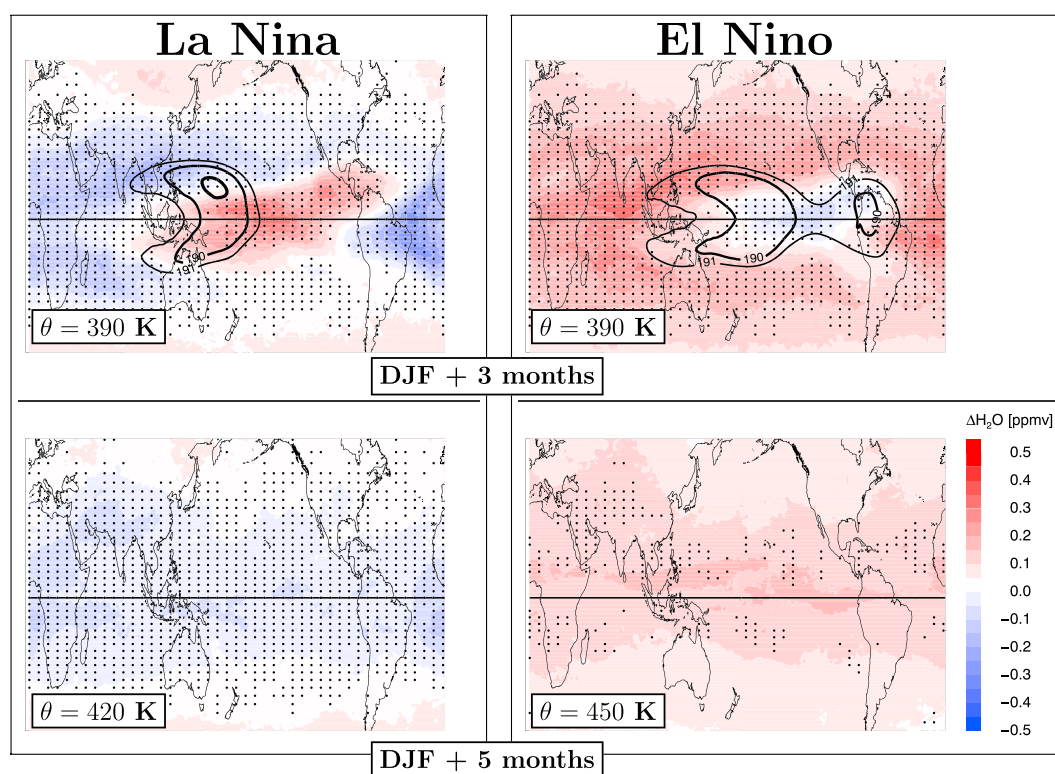 La Nina
El Nino
190
191
θ = 390 K
191
190
191
190
θ = 390 K
DJF + 3 months
θ = 420 K
θ = 450 K
ΔH₂O [ppmv]
0.5
0.4
0.3
0.2
0.1
0.0
−0.1
−0.2
−0.3
−0.4
−0.5
DJF + 5 months